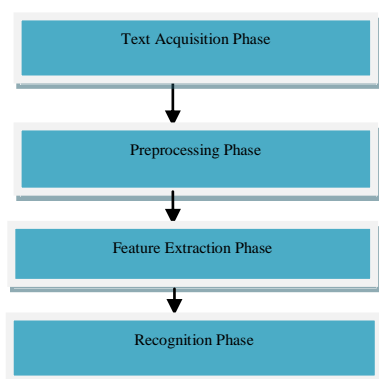 Text Acquisition Phase
Preprocessing Phase
Feature Extraction Phase
Recognition Phase